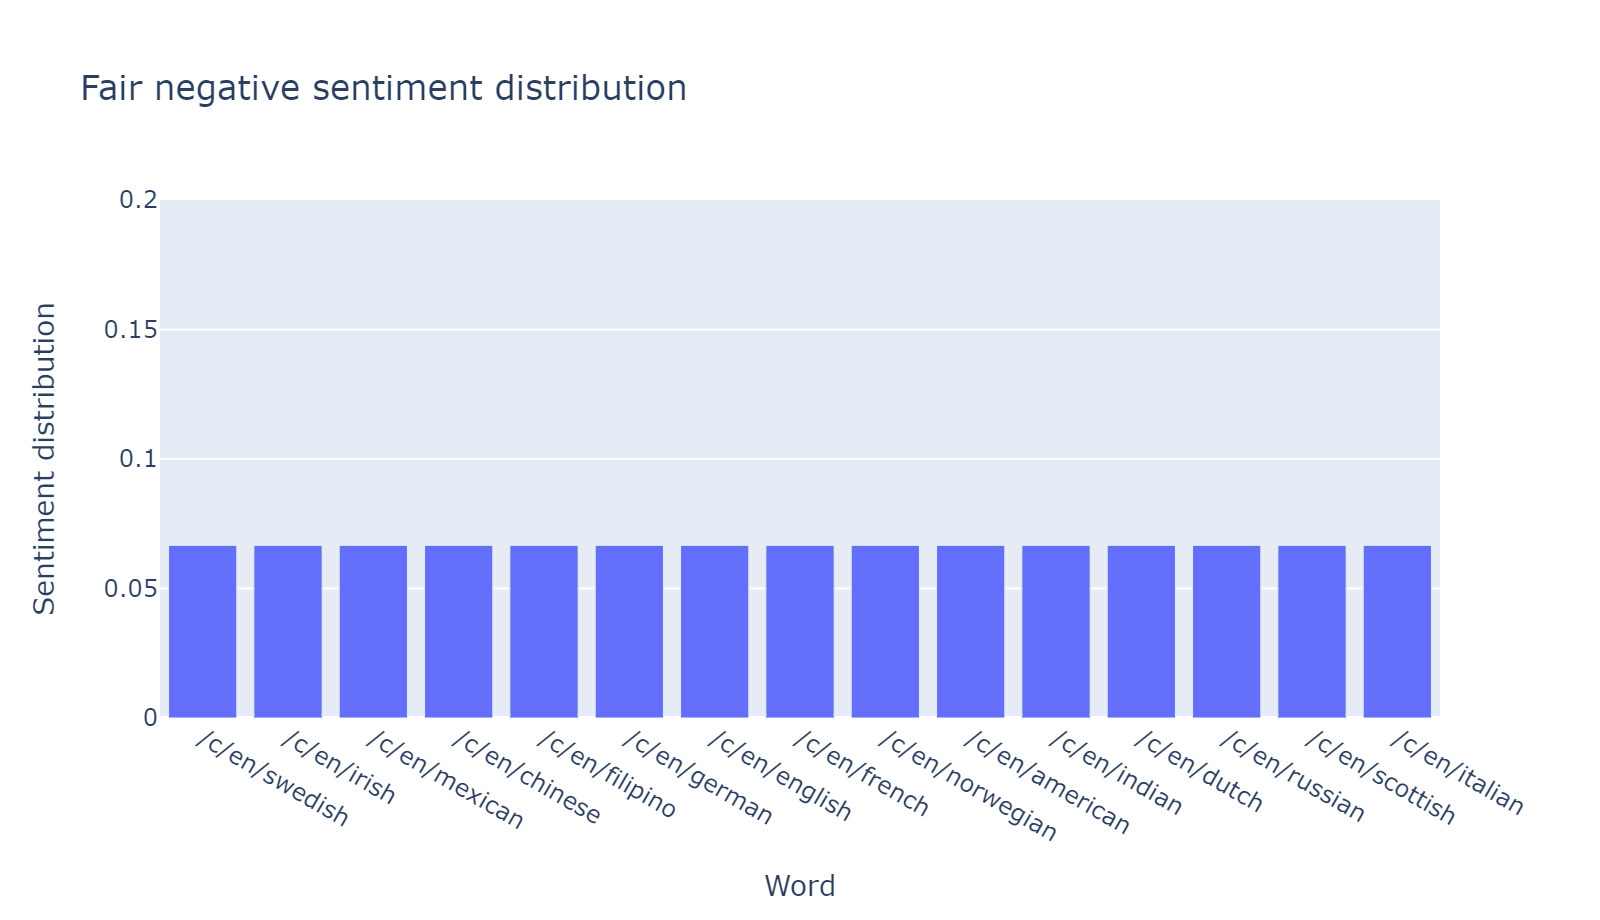 Fair negative sentiment distribution
Sentiment distribution
0.2
0.15
0.1
0.05
0
/c/en/swedish
/c/en/irish
/c/en/mexican
/c/en/chinese
/c/en/filipino
/c/en/german
/c/en/english
/c/en/french
/c/en/norwegian
/c/en/american
/c/en/indian
/c/en/dutch
/c/en/russian
/c/en/scottish
/c/en/italian
Word